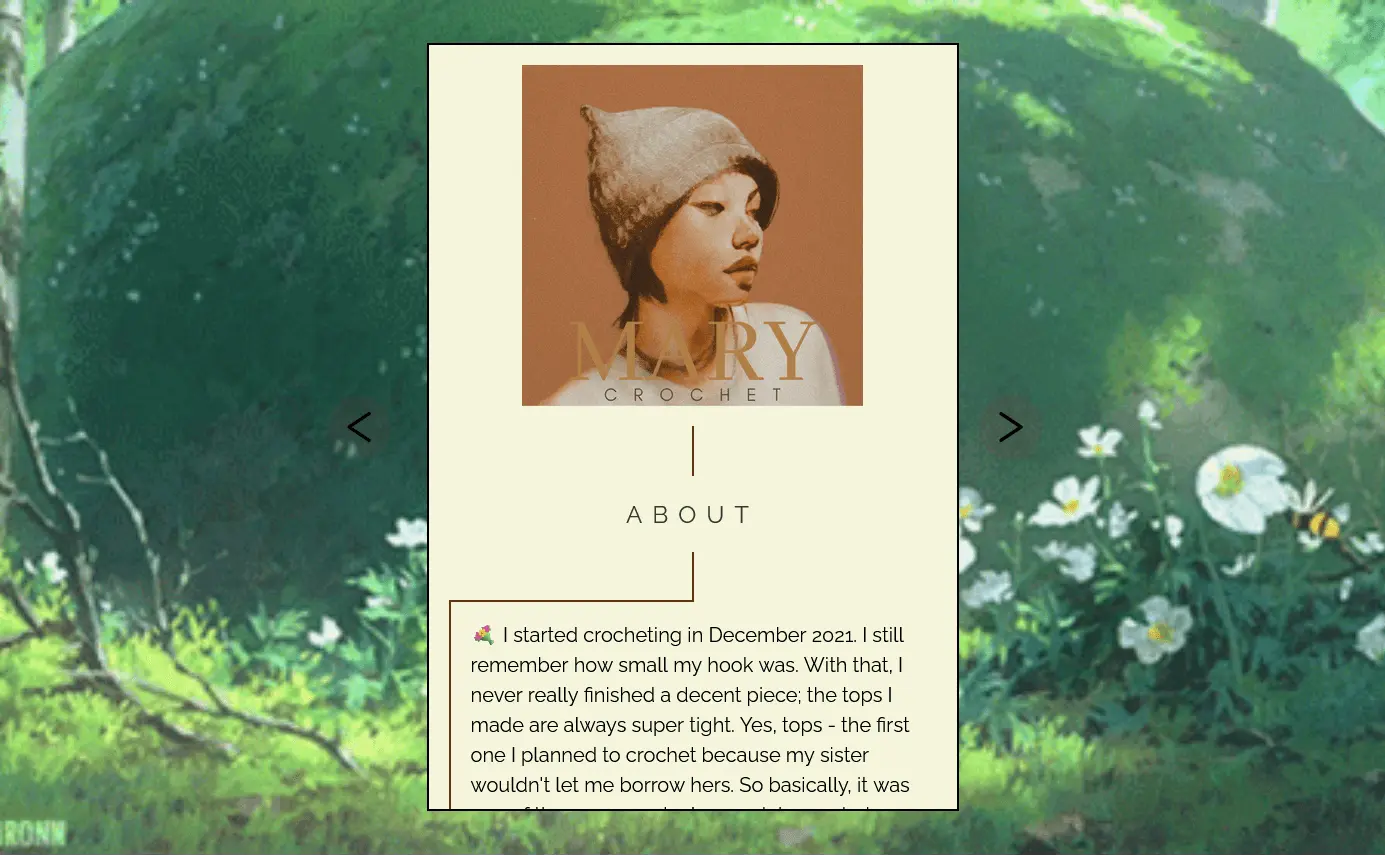 MARY
CROCHET
ABOUT
💐 I started crocheting in December 2021. I still
remember how small my hook was. With that, I
never really finished a decent piece; the tops I
made are always super tight. Yes, tops - the first
one I planned to crochet because my sister
wouldn't let me borrow hers. So basically, it was